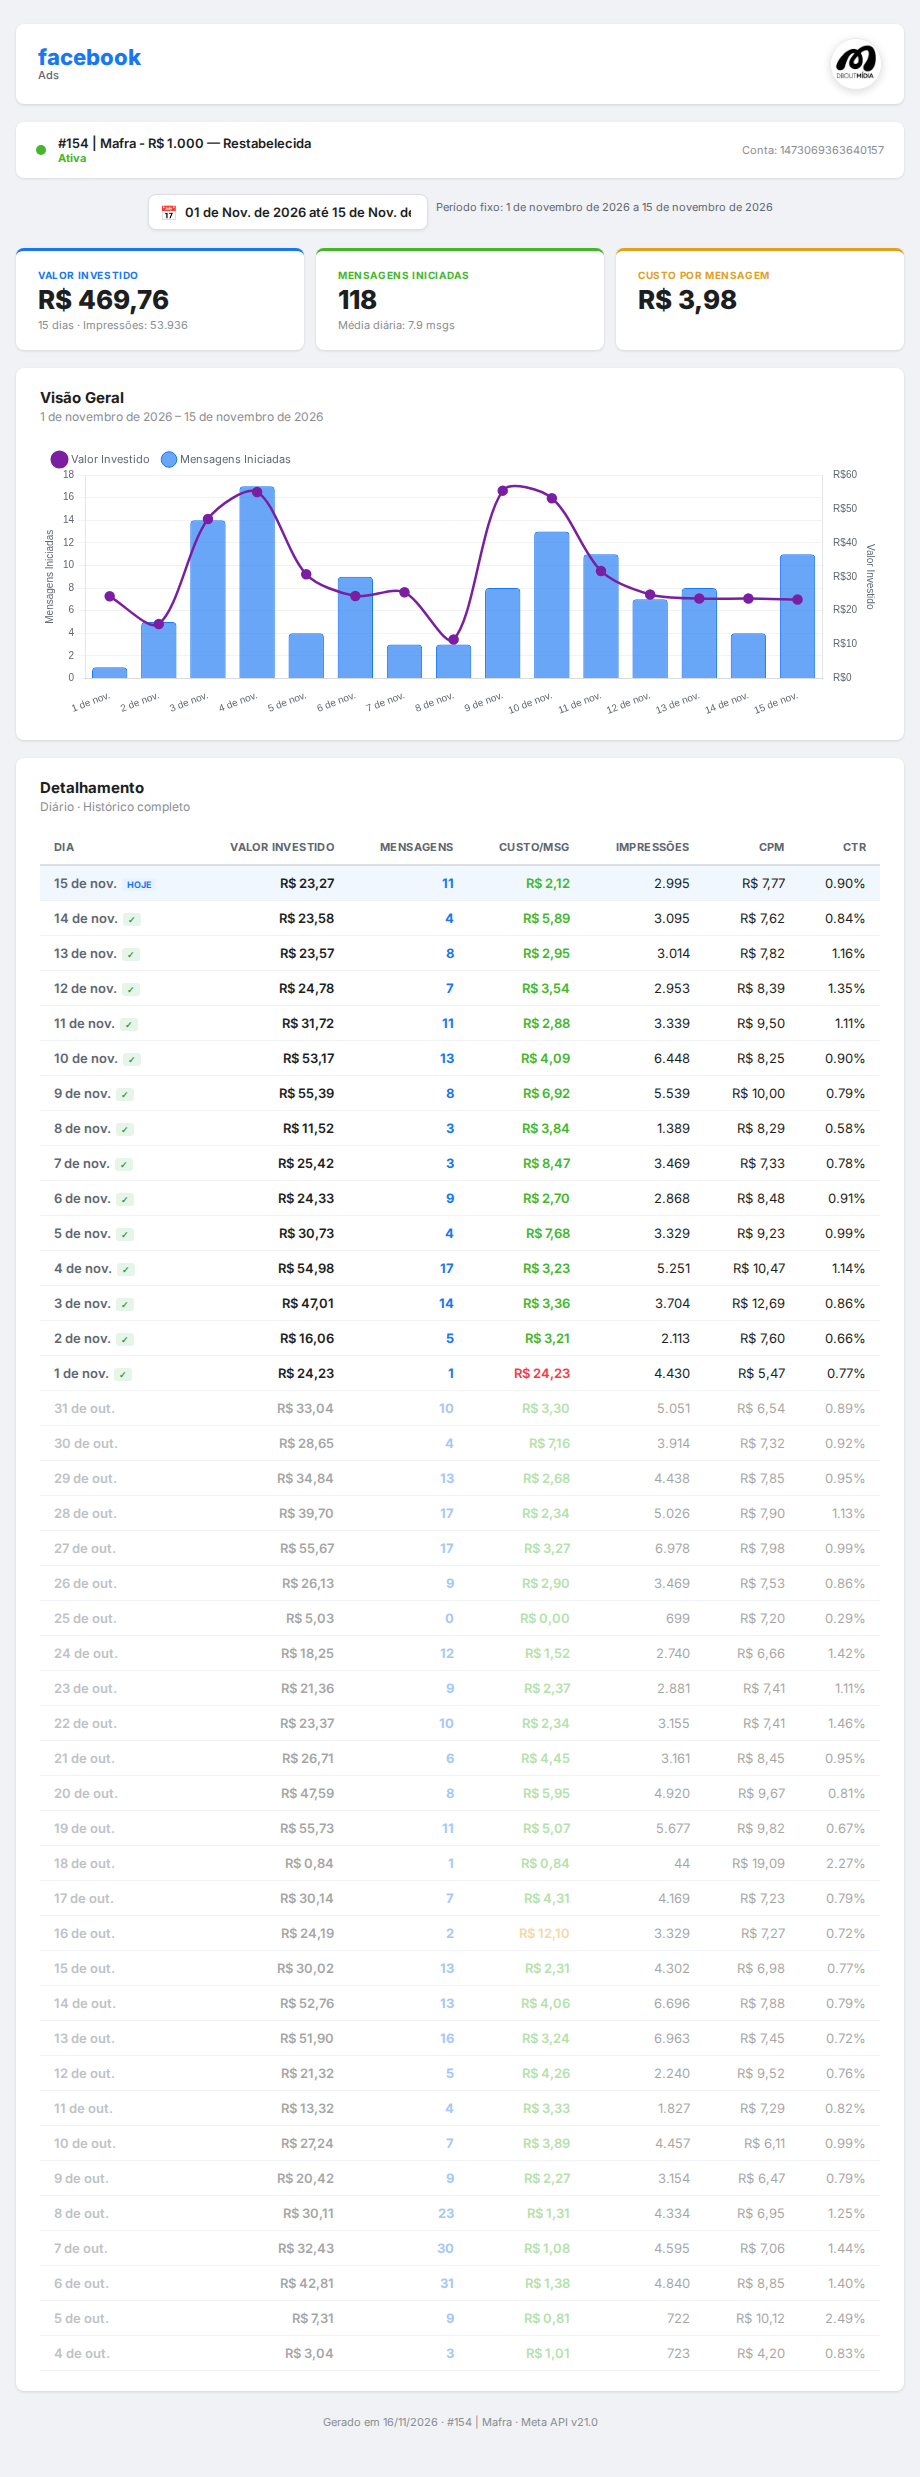 facebook
Ads
DBOUTMÍDIA
#154 | Mafra - R$ 1.000 — Restabelecida
Ativa
Conta: 1473069363640157
📅 01 de Nov. de 2026 até 15 de Nov. de
Período fixo: 1 de novembro de 2026 a 15 de novembro de 2026
VALOR INVESTIDO
R$ 469,76
15 dias · Impressões: 53.936
MENSAGENS INICIADAS
118
Média diária: 7.9 msgs
CUSTO POR MENSAGEM
R$ 3,98
Visão Geral
1 de novembro de 2026 – 15 de novembro de 2026
Valor Investido Mensagens Iniciadas
Mensagens Iniciadas
18
16
14
12
10
8
6
4
2
0
R$60
R$50
R$40
R$30
R$20
R$10
R$0
Valor Investido
1 de nov. 2 de nov. 3 de nov. 4 de nov. 5 de nov. 6 de nov. 7 de nov. 8 de nov. 9 de nov. 10 de nov. 11 de nov. 12 de nov. 13 de nov. 14 de nov. 15 de nov.
Detalhamento
Diário · Histórico completo
DIA VALOR INVESTIDO MENSAGENS CUSTO/MSG IMPRESSÕES CPM CTR
15 de nov. HOJE R$ 23,27 11 R$ 2,12 2.995 R$ 7,77 0.90%
14 de nov. ✓ R$ 23,58 4 R$ 5,89 3.095 R$ 7,62 0.84%
13 de nov. ✓ R$ 23,57 8 R$ 2,95 3.014 R$ 7,82 1.16%
12 de nov. ✓ R$ 24,78 7 R$ 3,54 2.953 R$ 8,39 1.35%
11 de nov. ✓ R$ 31,72 11 R$ 2,88 3.339 R$ 9,50 1.11%
10 de nov. ✓ R$ 53,17 13 R$ 4,09 6.448 R$ 8,25 0.90%
9 de nov. ✓ R$ 55,39 8 R$ 6,92 5.539 R$ 10,00 0.79%
8 de nov. ✓ R$ 11,52 3 R$ 3,84 1.389 R$ 8,29 0.58%
7 de nov. ✓ R$ 25,42 3 R$ 8,47 3.469 R$ 7,33 0.78%
6 de nov. ✓ R$ 24,33 9 R$ 2,70 2.868 R$ 8,48 0.91%
5 de nov. ✓ R$ 30,73 4 R$ 7,68 3.329 R$ 9,23 0.99%
4 de nov. ✓ R$ 54,98 17 R$ 3,23 5.251 R$ 10,47 1.14%
3 de nov. ✓ R$ 47,01 14 R$ 3,36 3.704 R$ 12,69 0.86%
2 de nov. ✓ R$ 16,06 5 R$ 3,21 2.113 R$ 7,60 0.66%
1 de nov. ✓ R$ 24,23 1 R$ 24,23 4.430 R$ 5,47 0.77%
31 de out. R$ 33,04 10 R$ 3,30 5.051 R$ 6,54 0.89%
30 de out. R$ 28,65 4 R$ 7,16 3.914 R$ 7,32 0.92%
29 de out. R$ 34,84 13 R$ 2,68 4.438 R$ 7,85 0.95%
28 de out. R$ 39,70 17 R$ 2,34 5.026 R$ 7,90 1.13%
27 de out. R$ 55,67 17 R$ 3,27 6.978 R$ 7,98 0.99%
26 de out. R$ 26,13 9 R$ 2,90 3.469 R$ 7,53 0.86%
25 de out. R$ 5,03 0 R$ 0,00 699 R$ 7,20 0.29%
24 de out. R$ 18,25 12 R$ 1,52 2.740 R$ 6,66 1.42%
23 de out. R$ 21,36 9 R$ 2,37 2.881 R$ 7,41 1.11%
22 de out. R$ 23,37 10 R$ 2,34 3.155 R$ 7,41 1.46%
21 de out. R$ 26,71 6 R$ 4,45 3.161 R$ 8,45 0.95%
20 de out. R$ 47,59 8 R$ 5,95 4.920 R$ 9,67 0.81%
19 de out. R$ 55,73 11 R$ 5,07 5.677 R$ 9,82 0.67%
18 de out. R$ 0,84 1 R$ 0,84 44 R$ 19,09 2.27%
17 de out. R$ 30,14 7 R$ 4,31 4.169 R$ 7,23 0.79%
16 de out. R$ 24,19 2 R$ 12,10 3.329 R$ 7,27 0.72%
15 de out. R$ 30,02 13 R$ 2,31 4.302 R$ 6,98 0.77%
14 de out. R$ 52,76 13 R$ 4,06 6.696 R$ 7,88 0.79%
13 de out. R$ 51,90 16 R$ 3,24 6.963 R$ 7,45 0.72%
12 de out. R$ 21,32 5 R$ 4,26 2.240 R$ 9,52 0.76%
11 de out. R$ 13,32 4 R$ 3,33 1.827 R$ 7,29 0.82%
10 de out. R$ 27,24 7 R$ 3,89 4.457 R$ 6,11 0.99%
9 de out. R$ 20,42 9 R$ 2,27 3.154 R$ 6,47 0.79%
8 de out. R$ 30,11 23 R$ 1,31 4.334 R$ 6,95 1.25%
7 de out. R$ 32,43 30 R$ 1,08 4.595 R$ 7,06 1.44%
6 de out. R$ 42,81 31 R$ 1,38 4.840 R$ 8,85 1.40%
5 de out. R$ 7,31 9 R$ 0,81 722 R$ 10,12 2.49%
4 de out. R$ 3,04 3 R$ 1,01 723 R$ 4,20 0.83%
Gerado em 16/11/2026 · #154 | Mafra · Meta API v21.0